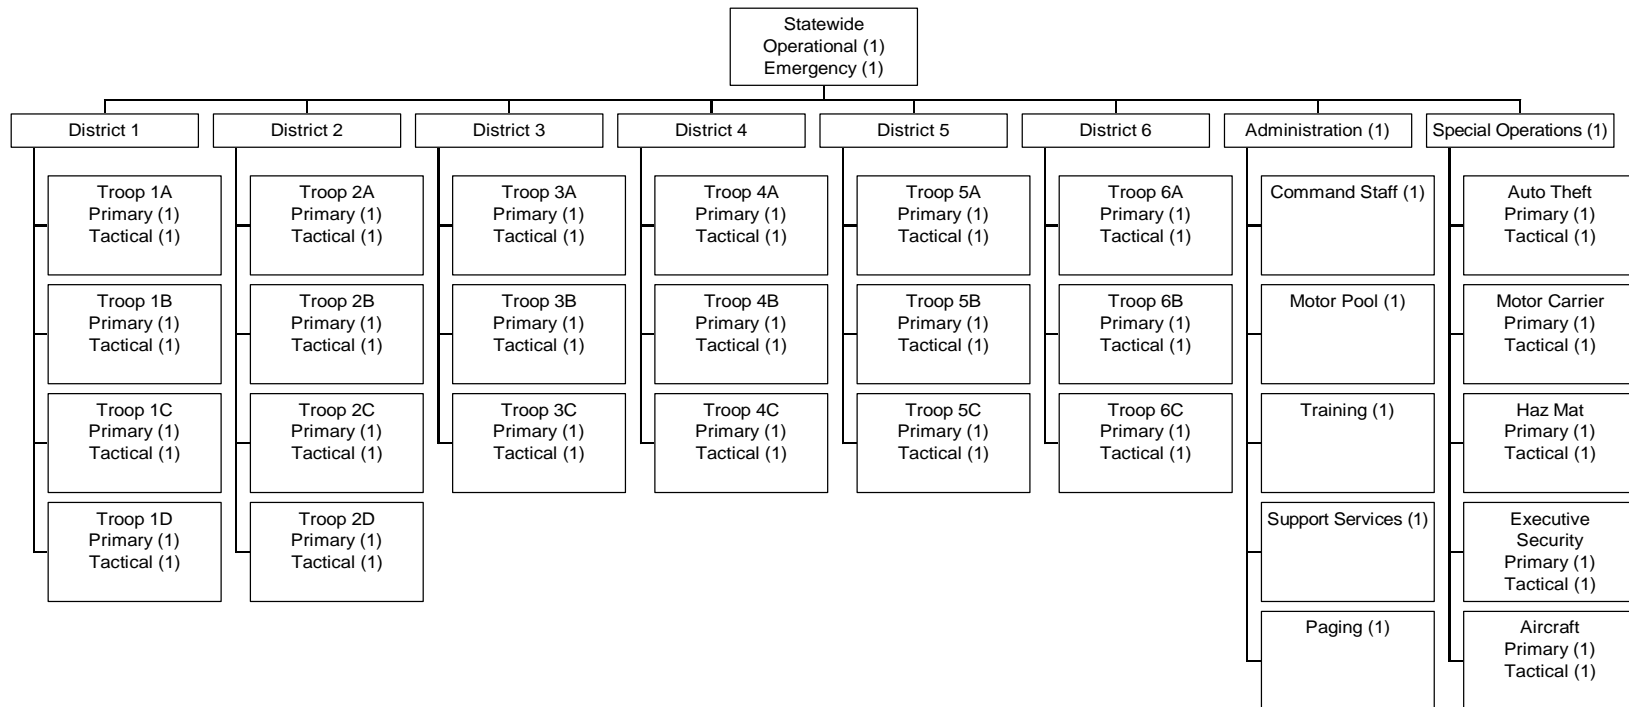 Statewide
Operational (1)
Emergency (1)
District 1
District 2
District 3
District 4
District 5
District 6
Administration (1)
Special Operations (1)
Troop 1A
Primary (1)
Tactical (1)
Troop 2A
Primary (1)
Tactical (1)
Troop 3A
Primary (1)
Tactical (1)
Troop 4A
Primary (1)
Tactical (1)
Troop 5A
Primary (1)
Tactical (1)
Troop 6A
Primary (1)
Tactical (1)
Command Staff (1)
Auto Theft
Primary (1)
Tactical (1)
Troop 1B
Primary (1)
Tactical (1)
Troop 2B
Primary (1)
Tactical (1)
Troop 3B
Primary (1)
Tactical (1)
Troop 4B
Primary (1)
Tactical (1)
Troop 5B
Primary (1)
Tactical (1)
Troop 6B
Primary (1)
Tactical (1)
Motor Pool (1)
Motor Carrier
Primary (1)
Tactical (1)
Troop 1C
Primary (1)
Tactical (1)
Troop 2C
Primary (1)
Tactical (1)
Troop 3C
Primary (1)
Tactical (1)
Troop 4C
Primary (1)
Tactical (1)
Troop 5C
Primary (1)
Tactical (1)
Troop 6C
Primary (1)
Tactical (1)
Training (1)
Haz Mat
Primary (1)
Tactical (1)
Troop 1D
Primary (1)
Tactical (1)
Troop 2D
Primary (1)
Tactical (1)
Support Services (1)
Executive
Security
Primary (1)
Tactical (1)
Paging (1)
Aircraft
Primary (1)
Tactical (1)